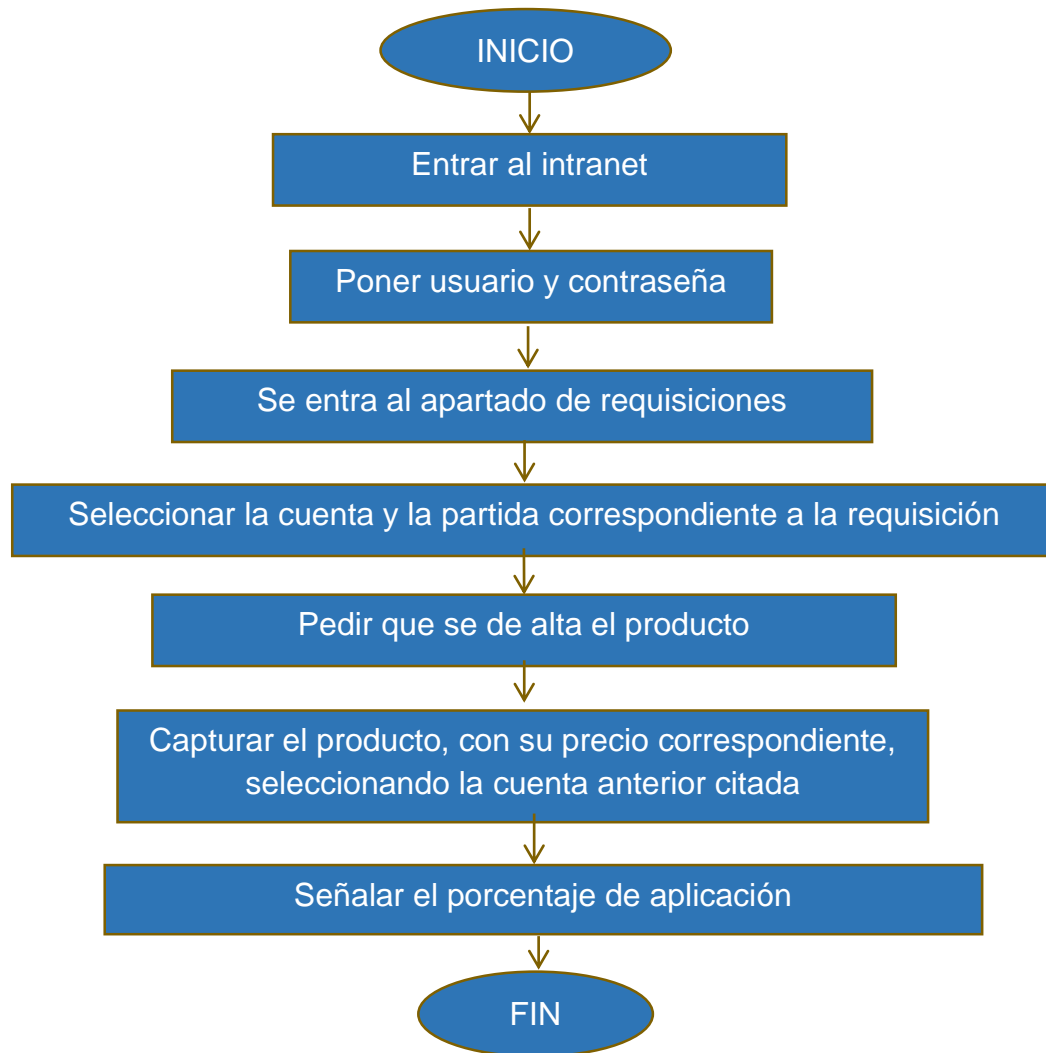 INICIO
Entrar al intranet
Poner usuario y contraseña
Se entra al apartado de requisiciones
Seleccionar la cuenta y la partida correspondiente a la requisición
Pedir que se de alta el producto
Capturar el producto, con su precio correspondiente,
seleccionando la cuenta anterior citada
Señalar el porcentaje de aplicación
FIN